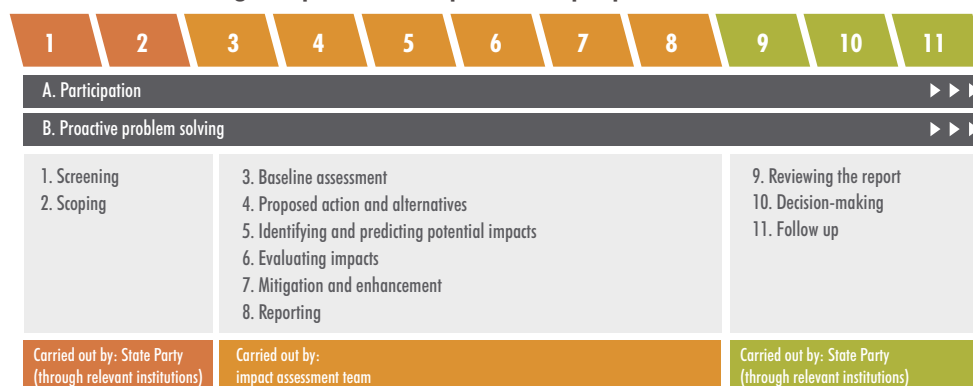 1 2 3 4 5 6 7 8 9 10 11
A. Participation
B. Proactive problem solving
1. Screening
2. Scoping
3. Baseline assessment
4. Proposed action and alternatives
5. Identifying and predicting potential impacts
6. Evaluating impacts
7. Mitigation and enhancement
8. Reporting
9. Reviewing the report
10. Decision-making
11. Follow up
Carried out by: State Party
(through relevant institutions)
Carried out by:
impact assessment team
Carried out by: State Party
(through relevant institutions)